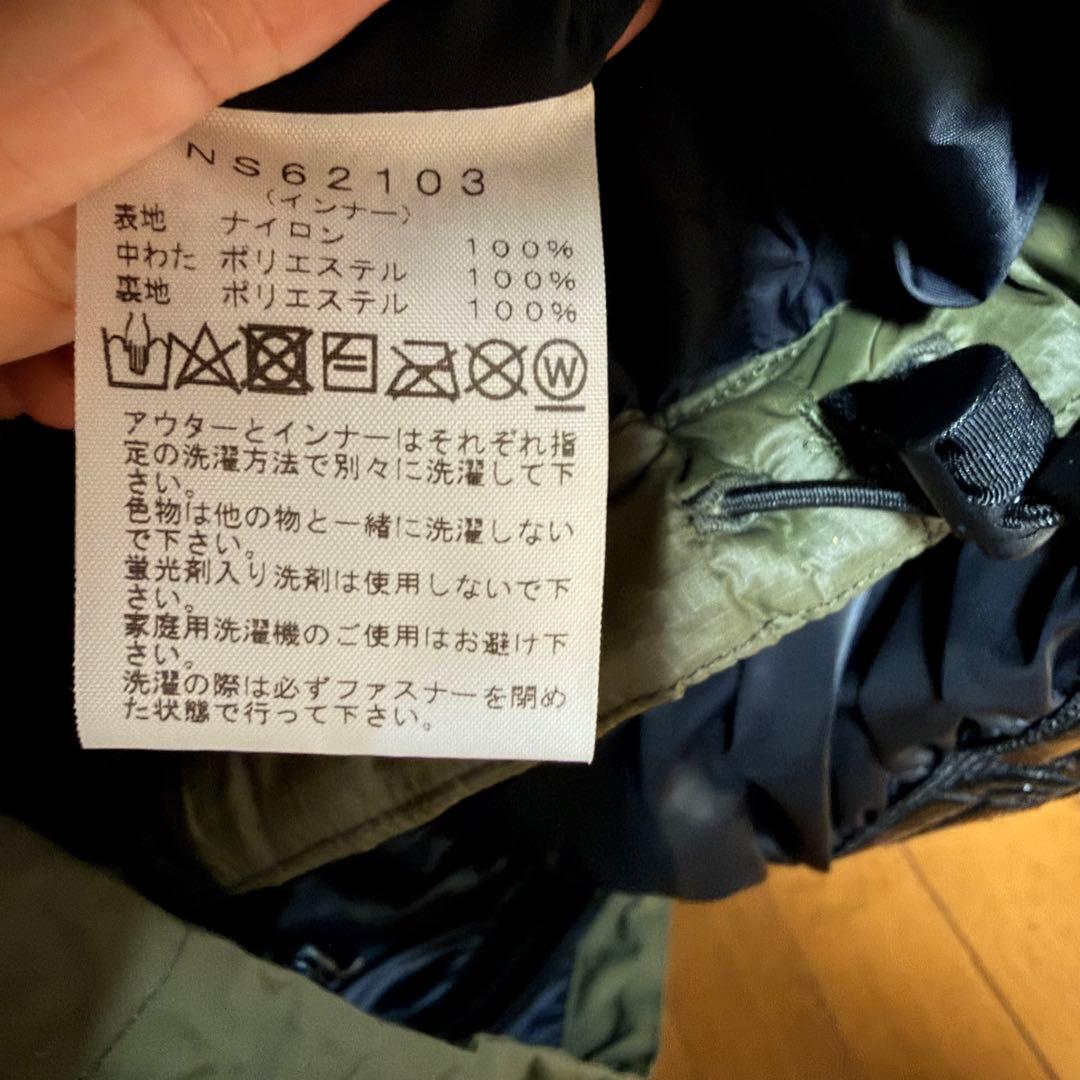 NS62103
(インナー)
表地 ナイロン 100%
中わた ポリエステル 100%
裏地 ポリエステル 100%
W
アウターとインナーはそれぞれ指
定の洗濯方法で別々に洗濯して下
さい。
色物は他の物と一緒に洗濯しない
で下さい。
蛍光剤入り洗剤は使用しないで下
さい。
家庭用洗濯機のご使用はお避け下
さい。
洗濯の際は必ずファスナーを閉め
た状態で行って下さい。